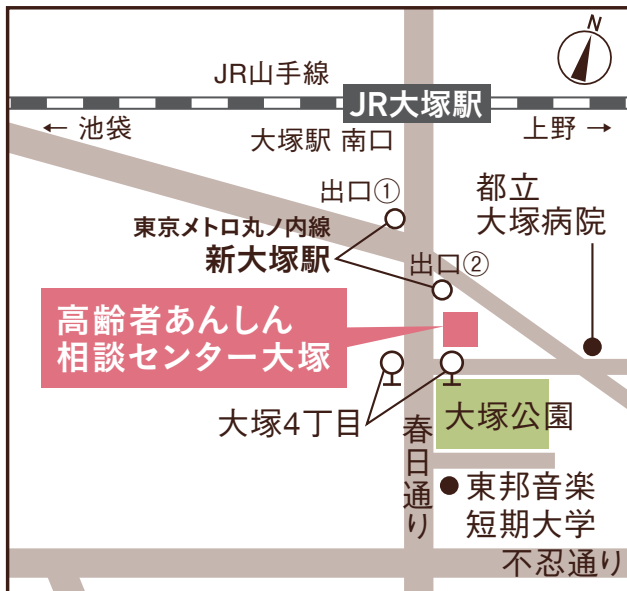 N
JR山手線
JR大塚駅
← 池袋
大塚駅 南口
上野 →
出口①
都立
大塚病院
東京メトロ丸ノ内線
新大塚駅
出口②
高齢者あんしん
相談センター大塚
大塚4丁目
大塚公園
春日通り
東邦音楽
短期大学
不忍通り